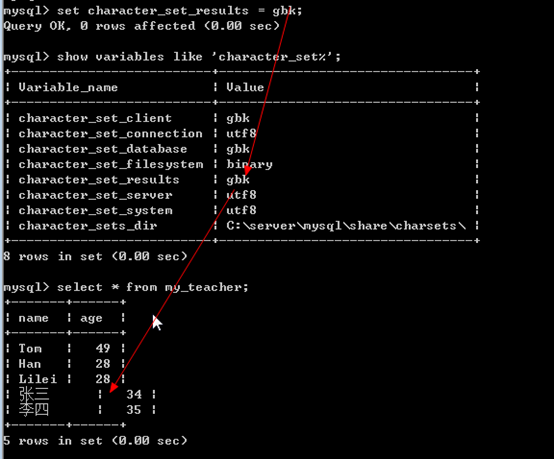 mysql> set character_set_results = gbk;
Query OK, 0 rows affected (0.00 sec)
mysql> show variables like 'character_set%';
+--------------------------+-------------------------------+
| Variable_name | Value |
+--------------------------+-------------------------------+
| character_set_client | gbk |
| character_set_connection | utf8 |
| character_set_database | gbk |
| character_set_filesystem | binary |
| character_set_results | gbk |
| character_set_server | utf8 |
| character_set_system | utf8 |
| character_sets_dir | C:\server\mysql\share\charsets\ |
+--------------------------+-------------------------------+
8 rows in set (0.00 sec)
mysql> select * from my_teacher;
+-------+------+
| name | age |
+-------+------+
| Tom | 49 |
| Han | 28 |
| Lilei | 28 |
| 张三 | 34 |
| 李四 | 35 |
+-------+------+
5 rows in set (0.00 sec)